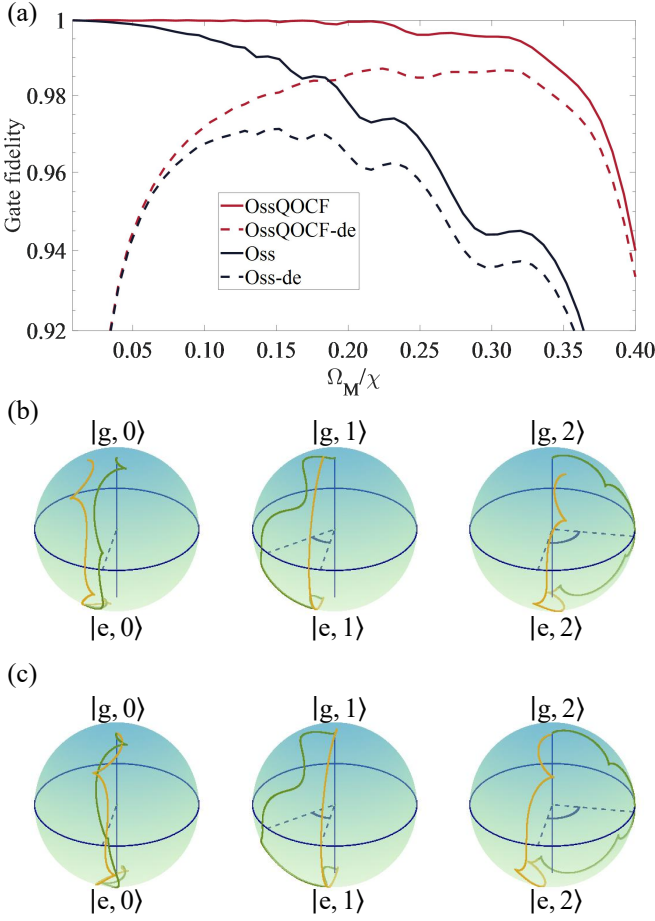 (a)
1
0.98
0.96
0.94
0.92
Gate fidelity
OssQOCF
OssQOCF-de
Oss
Oss-de
0.05 0.10 0.15 0.20 0.25 0.30 0.35 0.40
Ω_M/χ
(b)
|g, 0⟩ |g, 1⟩ |g, 2⟩
|e, 0⟩ |e, 1⟩ |e, 2⟩
(c)
|g, 0⟩ |g, 1⟩ |g, 2⟩
|e, 0⟩ |e, 1⟩ |e, 2⟩